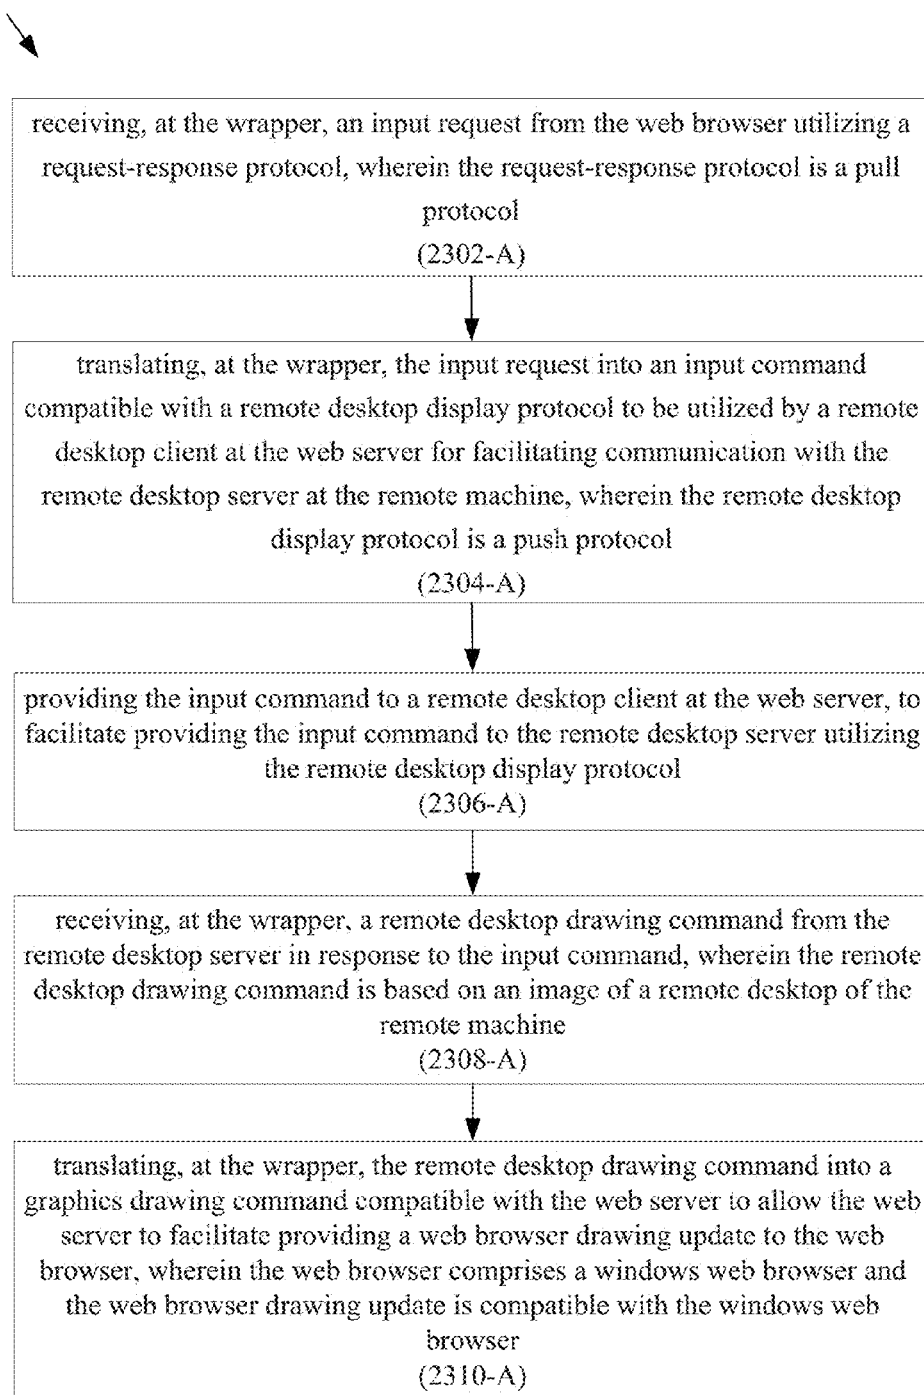 receiving, at the wrapper, an input request from the web browser utilizing a
request-response protocol, wherein the request-response protocol is a pull
protocol
(2302-A)
translating, at the wrapper, the input request into an input command
compatible with a remote desktop display protocol to be utilized by a remote
desktop client at the web server for facilitating communication with the
remote desktop server at the remote machine, wherein the remote desktop
display protocol is a push protocol
(2304-A)
providing the input command to a remote desktop client at the web server, to
facilitate providing the input command to the remote desktop server utilizing
the remote desktop display protocol
(2306-A)
receiving, at the wrapper, a remote desktop drawing command from the
remote desktop server in response to the input command, wherein the remote
desktop drawing command is based on an image of a remote desktop of the
remote machine
(2308-A)
translating, at the wrapper, the remote desktop drawing command into a
graphics drawing command compatible with the web server to allow the web
server to facilitate providing a web browser drawing update to the web
browser, wherein the web browser comprises a windows web browser and
the web browser drawing update is compatible with the windows web
browser
(2310-A)